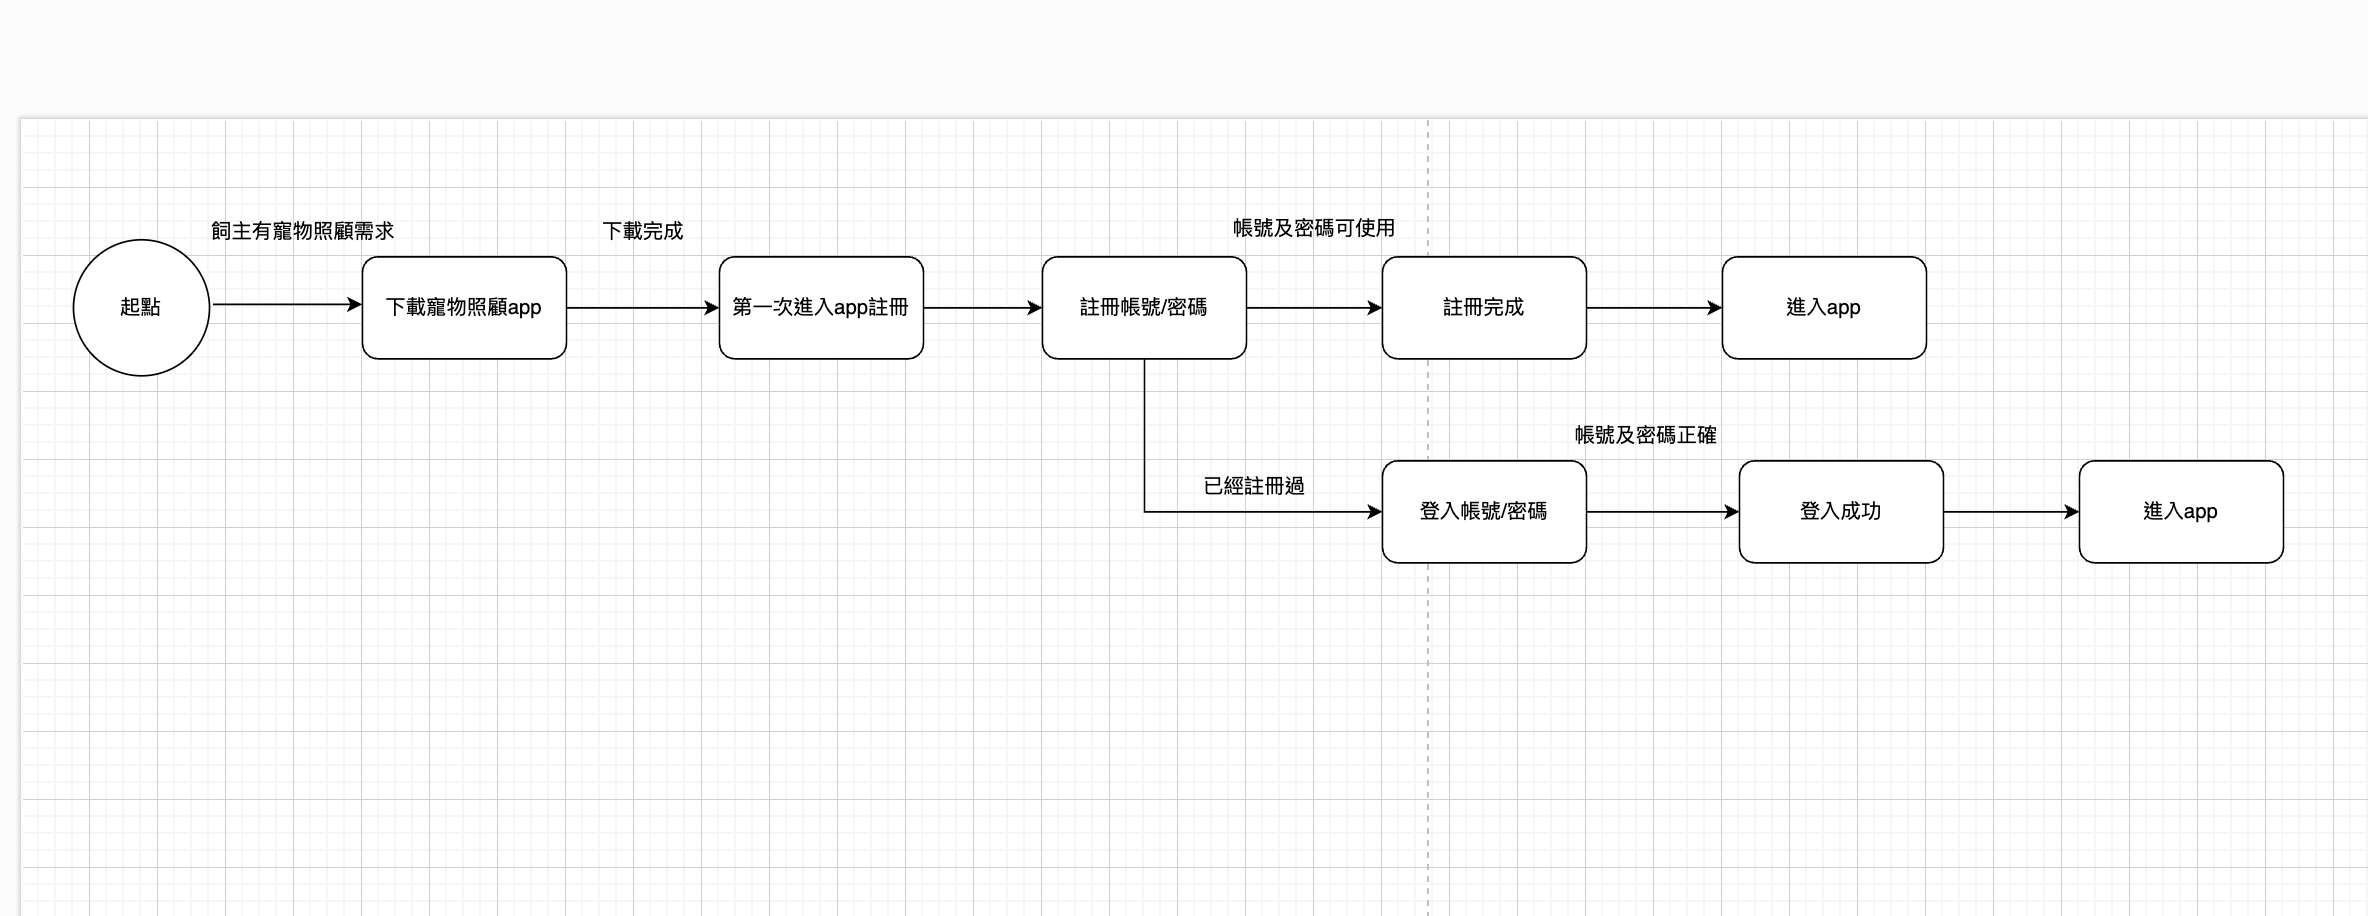 飼主有寵物照顧需求
下載完成
帳號及密碼可使用
起點
下載寵物照顧app
第一次進入app註冊
註冊帳號/密碼
註冊完成
進入app
帳號及密碼正確
已經註冊過
登入帳號/密碼
登入成功
進入app